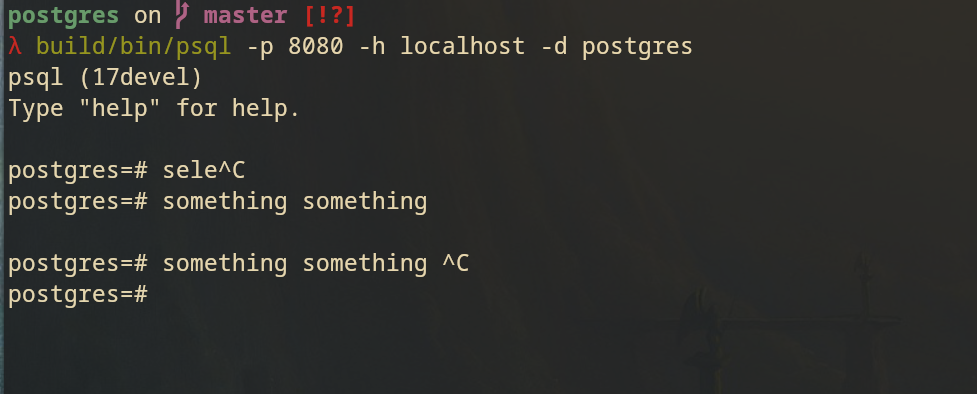 postgres on master [!?]
λ build/bin/psql -p 8080 -h localhost -d postgres
psql (17devel)
Type "help" for help.
postgres=# sele^C
postgres=# something something
postgres=# something something ^C
postgres=#